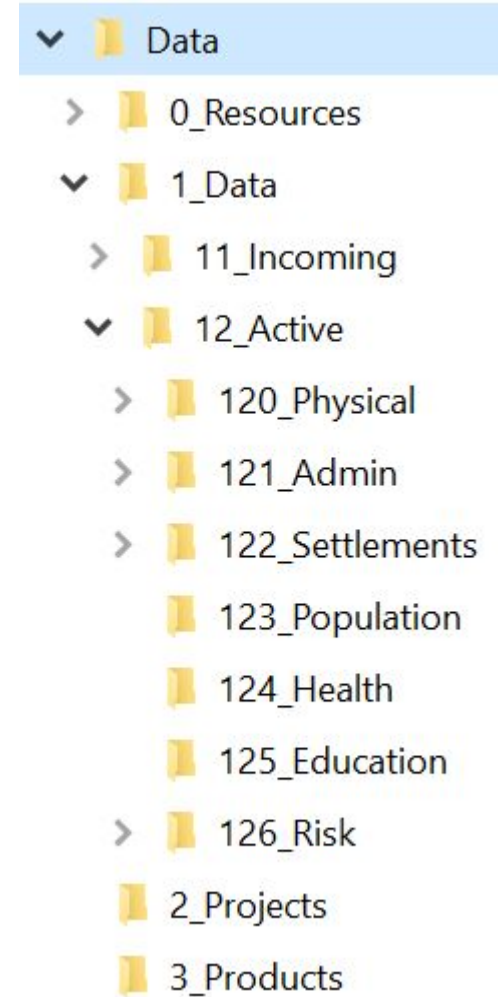 Data
0_Resources
1_Data
11_Incoming
12_Active
120_Physical
121_Admin
122_Settlements
123_Population
124_Health
125_Education
126_Risk
2_Projects
3_Products